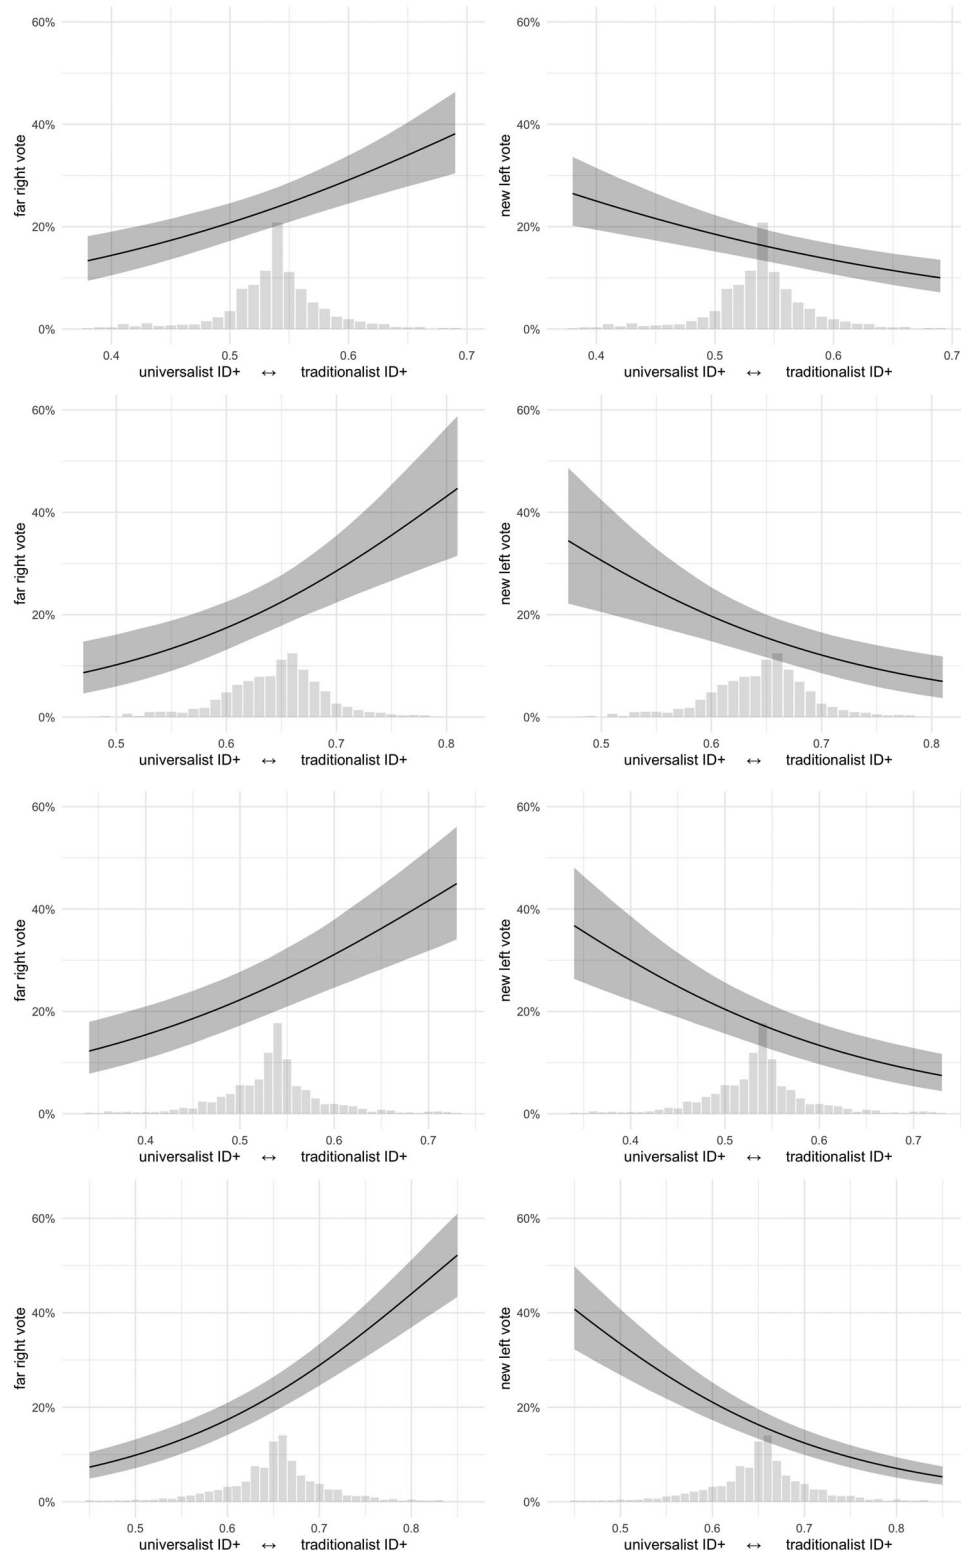 60%
40%
20%
0%
far right vote
0.4 0.5 0.6 0.7
universalist ID+ ↔ traditionalist ID+
60%
40%
20%
0%
new left vote
0.4 0.5 0.6 0.7
universalist ID+ ↔ traditionalist ID+
60%
40%
20%
0%
far right vote
0.5 0.6 0.7 0.8
universalist ID+ ↔ traditionalist ID+
60%
40%
20%
0%
new left vote
0.5 0.6 0.7 0.8
universalist ID+ ↔ traditionalist ID+
60%
40%
20%
0%
far right vote
0.4 0.5 0.6 0.7
universalist ID+ ↔ traditionalist ID+
60%
40%
20%
0%
new left vote
0.4 0.5 0.6 0.7
universalist ID+ ↔ traditionalist ID+
60%
40%
20%
0%
far right vote
0.5 0.6 0.7 0.8
universalist ID+ ↔ traditionalist ID+
60%
40%
20%
0%
new left vote
0.5 0.6 0.7 0.8
universalist ID+ ↔ traditionalist ID+